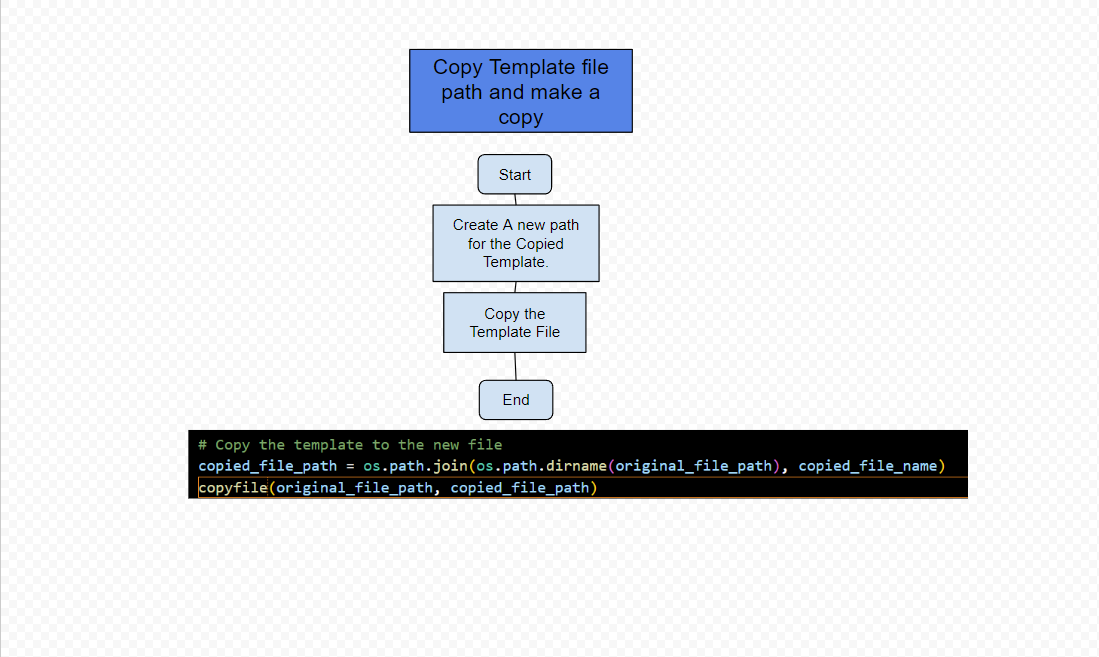 Copy Template file
path and make a
copy
Start
Create A new path
for the Copied
Template.
Copy the
Template File
End
# Copy the template to the new file
copied_file_path = os.path.join(os.path.dirname(original_file_path), copied_file_name)
copyfile(original_file_path, copied_file_path)